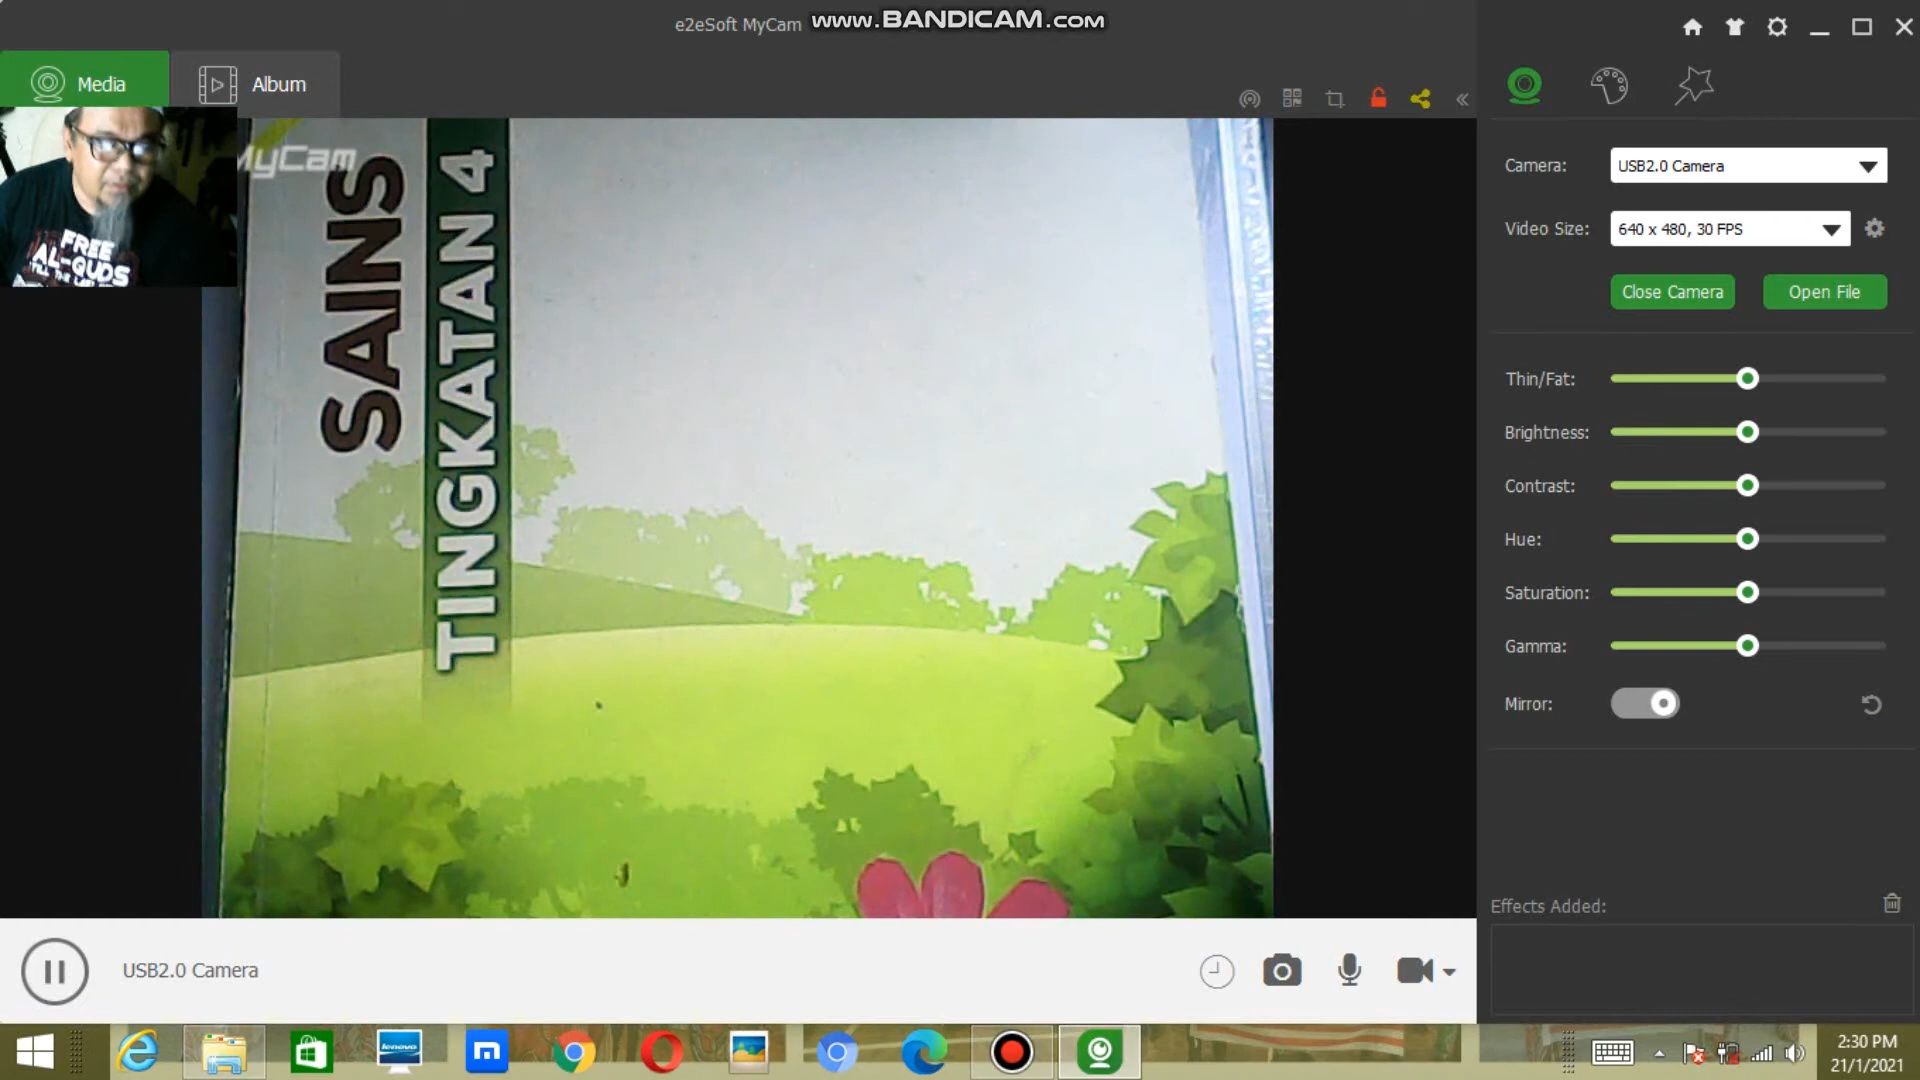 e2eSoft MyCam
www.BANDICAM.com
Media
Album
MyCam
SAINS
TINGKATAN 4
FREE
AL-QUDS
Camera:
USB2.0 Camera
Video Size:
640 x 480, 30 FPS
Close Camera
Open File
Thin/Fat:
Brightness:
Contrast:
Hue:
Saturation:
Gamma:
Mirror:
Effects Added:
USB2.0 Camera
lenovo
m
2:30 PM
21/1/2021